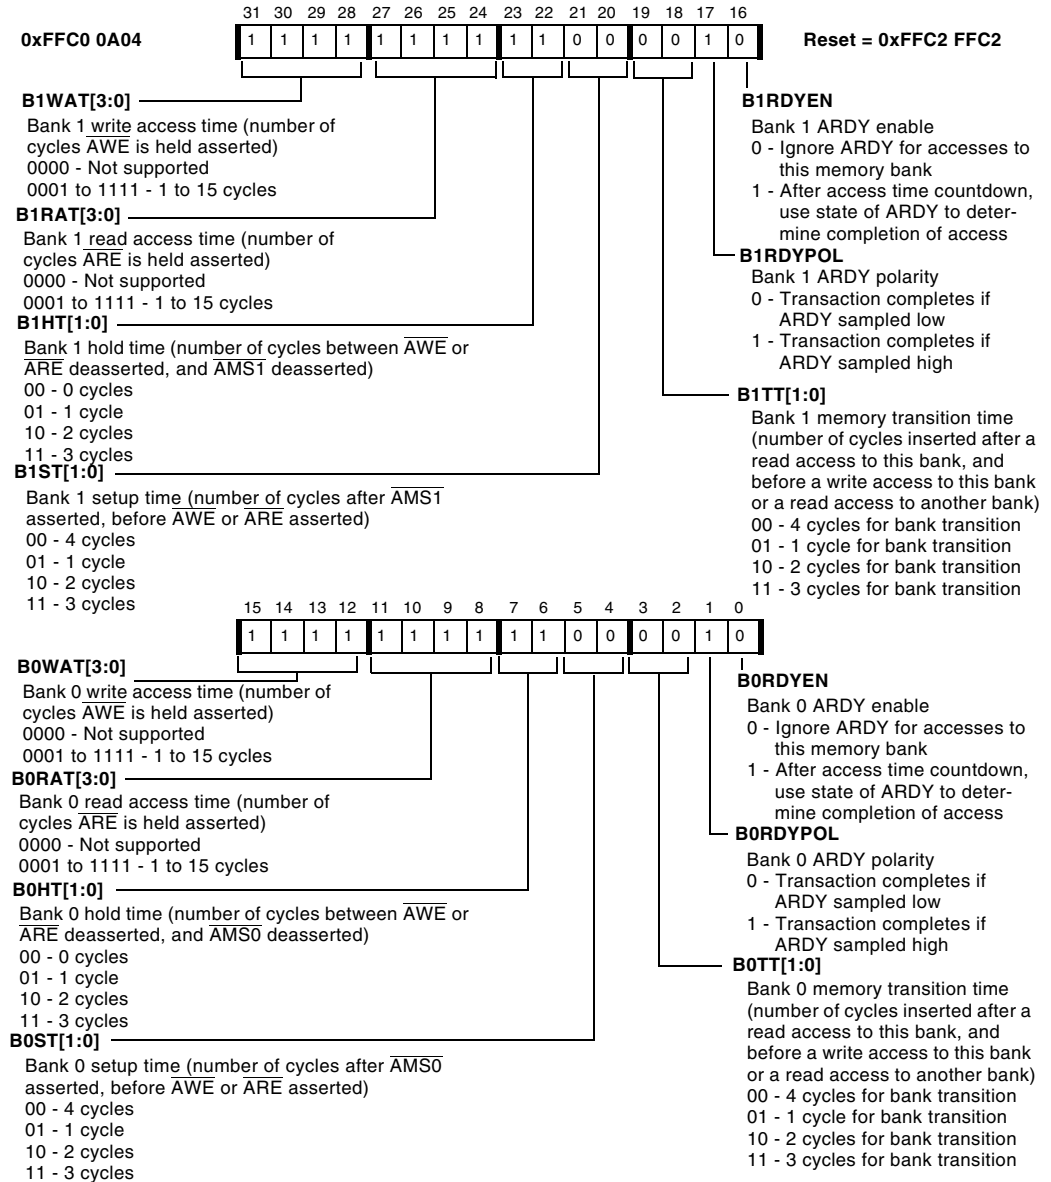 31 30 29 28 27 26 25 24 23 22 21 20 19 18 17 16
0xFFC0 0A04
1 1 1 1 1 1 1 1 1 1 0 0 0 0 1 0
Reset = 0xFFC2 FFC2
B1WAT[3:0]
Bank 1 write access time (number of
cycles AWE is held asserted)
0000 - Not supported
0001 to 1111 - 1 to 15 cycles
B1RAT[3:0]
Bank 1 read access time (number of
cycles ARE is held asserted)
0000 - Not supported
0001 to 1111 - 1 to 15 cycles
B1HT[1:0]
Bank 1 hold time (number of cycles between AWE or
ARE deasserted, and AMS1 deasserted)
00 - 0 cycles
01 - 1 cycle
10 - 2 cycles
11 - 3 cycles
B1ST[1:0]
Bank 1 setup time (number of cycles after AMS1
asserted, before AWE or ARE asserted)
00 - 4 cycles
01 - 1 cycle
10 - 2 cycles
11 - 3 cycles
B1RDYEN
Bank 1 ARDY enable
0 - Ignore ARDY for accesses to
this memory bank
1 - After access time countdown,
use state of ARDY to deter-
mine completion of access
B1RDYPOL
Bank 1 ARDY polarity
0 - Transaction completes if
ARDY sampled low
1 - Transaction completes if
ARDY sampled high
B1TT[1:0]
Bank 1 memory transition time
(number of cycles inserted after a
read access to this bank, and
before a write access to this bank
or a read access to another bank)
00 - 4 cycles for bank transition
01 - 1 cycle for bank transition
10 - 2 cycles for bank transition
11 - 3 cycles for bank transition
15 14 13 12 11 10 9 8 7 6 5 4 3 2 1 0
1 1 1 1 1 1 1 1 1 1 0 0 0 0 1 0
B0WAT[3:0]
Bank 0 write access time (number of
cycles AWE is held asserted)
0000 - Not supported
0001 to 1111 - 1 to 15 cycles
B0RAT[3:0]
Bank 0 read access time (number of
cycles ARE is held asserted)
0000 - Not supported
0001 to 1111 - 1 to 15 cycles
B0HT[1:0]
Bank 0 hold time (number of cycles between AWE or
ARE deasserted, and AMS0 deasserted)
00 - 0 cycles
01 - 1 cycle
10 - 2 cycles
11 - 3 cycles
B0ST[1:0]
Bank 0 setup time (number of cycles after AMS0
asserted, before AWE or ARE asserted)
00 - 4 cycles
01 - 1 cycle
10 - 2 cycles
11 - 3 cycles
B0RDYEN
Bank 0 ARDY enable
0 - Ignore ARDY for accesses to
this memory bank
1 - After access time countdown,
use state of ARDY to deter-
mine completion of access
B0RDYPOL
Bank 0 ARDY polarity
0 - Transaction completes if
ARDY sampled low
1 - Transaction completes if
ARDY sampled high
B0TT[1:0]
Bank 0 memory transition time
(number of cycles inserted after a
read access to this bank, and
before a write access to this bank
or a read access to another bank)
00 - 4 cycles for bank transition
01 - 1 cycle for bank transition
10 - 2 cycles for bank transition
11 - 3 cycles for bank transition